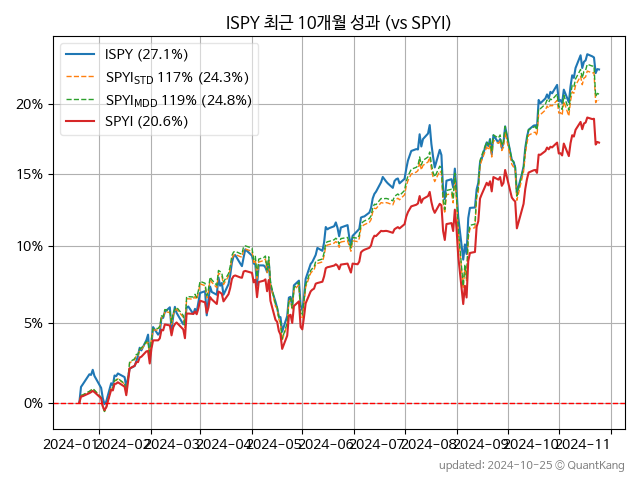 ISPY 최근 10개월 성과 (vs SPYI)
ISPY (27.1%)
SPYI_STD 117% (24.3%)
SPYI_MDD 119% (24.8%)
SPYI (20.6%)
20%
15%
10%
5%
0%
2024-01 2024-02 2024-03 2024-04 2024-05 2024-06 2024-07 2024-08 2024-09 2024-10 2024-11
updated: 2024-10-25 © QuantKang